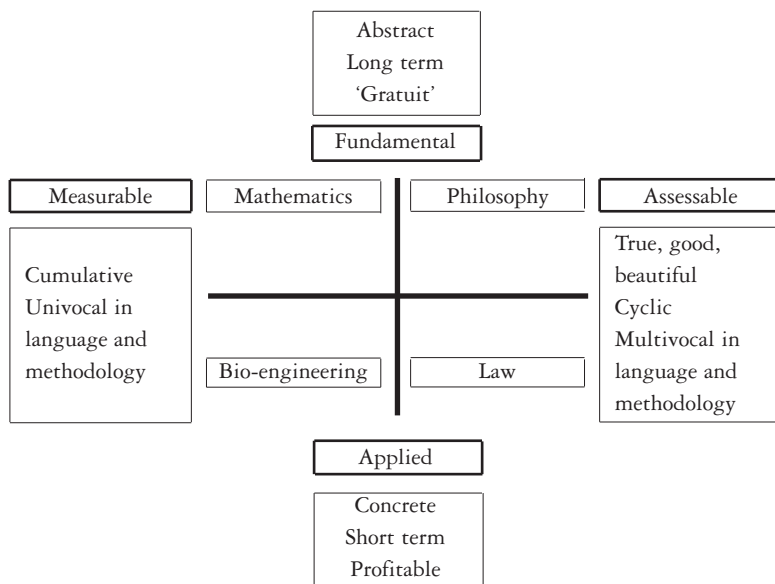 Abstract
Long term
‘Gratuit’
Fundamental
Measurable
Mathematics
Philosophy
Assessable
Cumulative
Univocal in
language and
methodology
True, good,
beautiful
Cyclic
Multivocal in
language and
methodology
Bio-engineering
Law
Applied
Concrete
Short term
Profitable